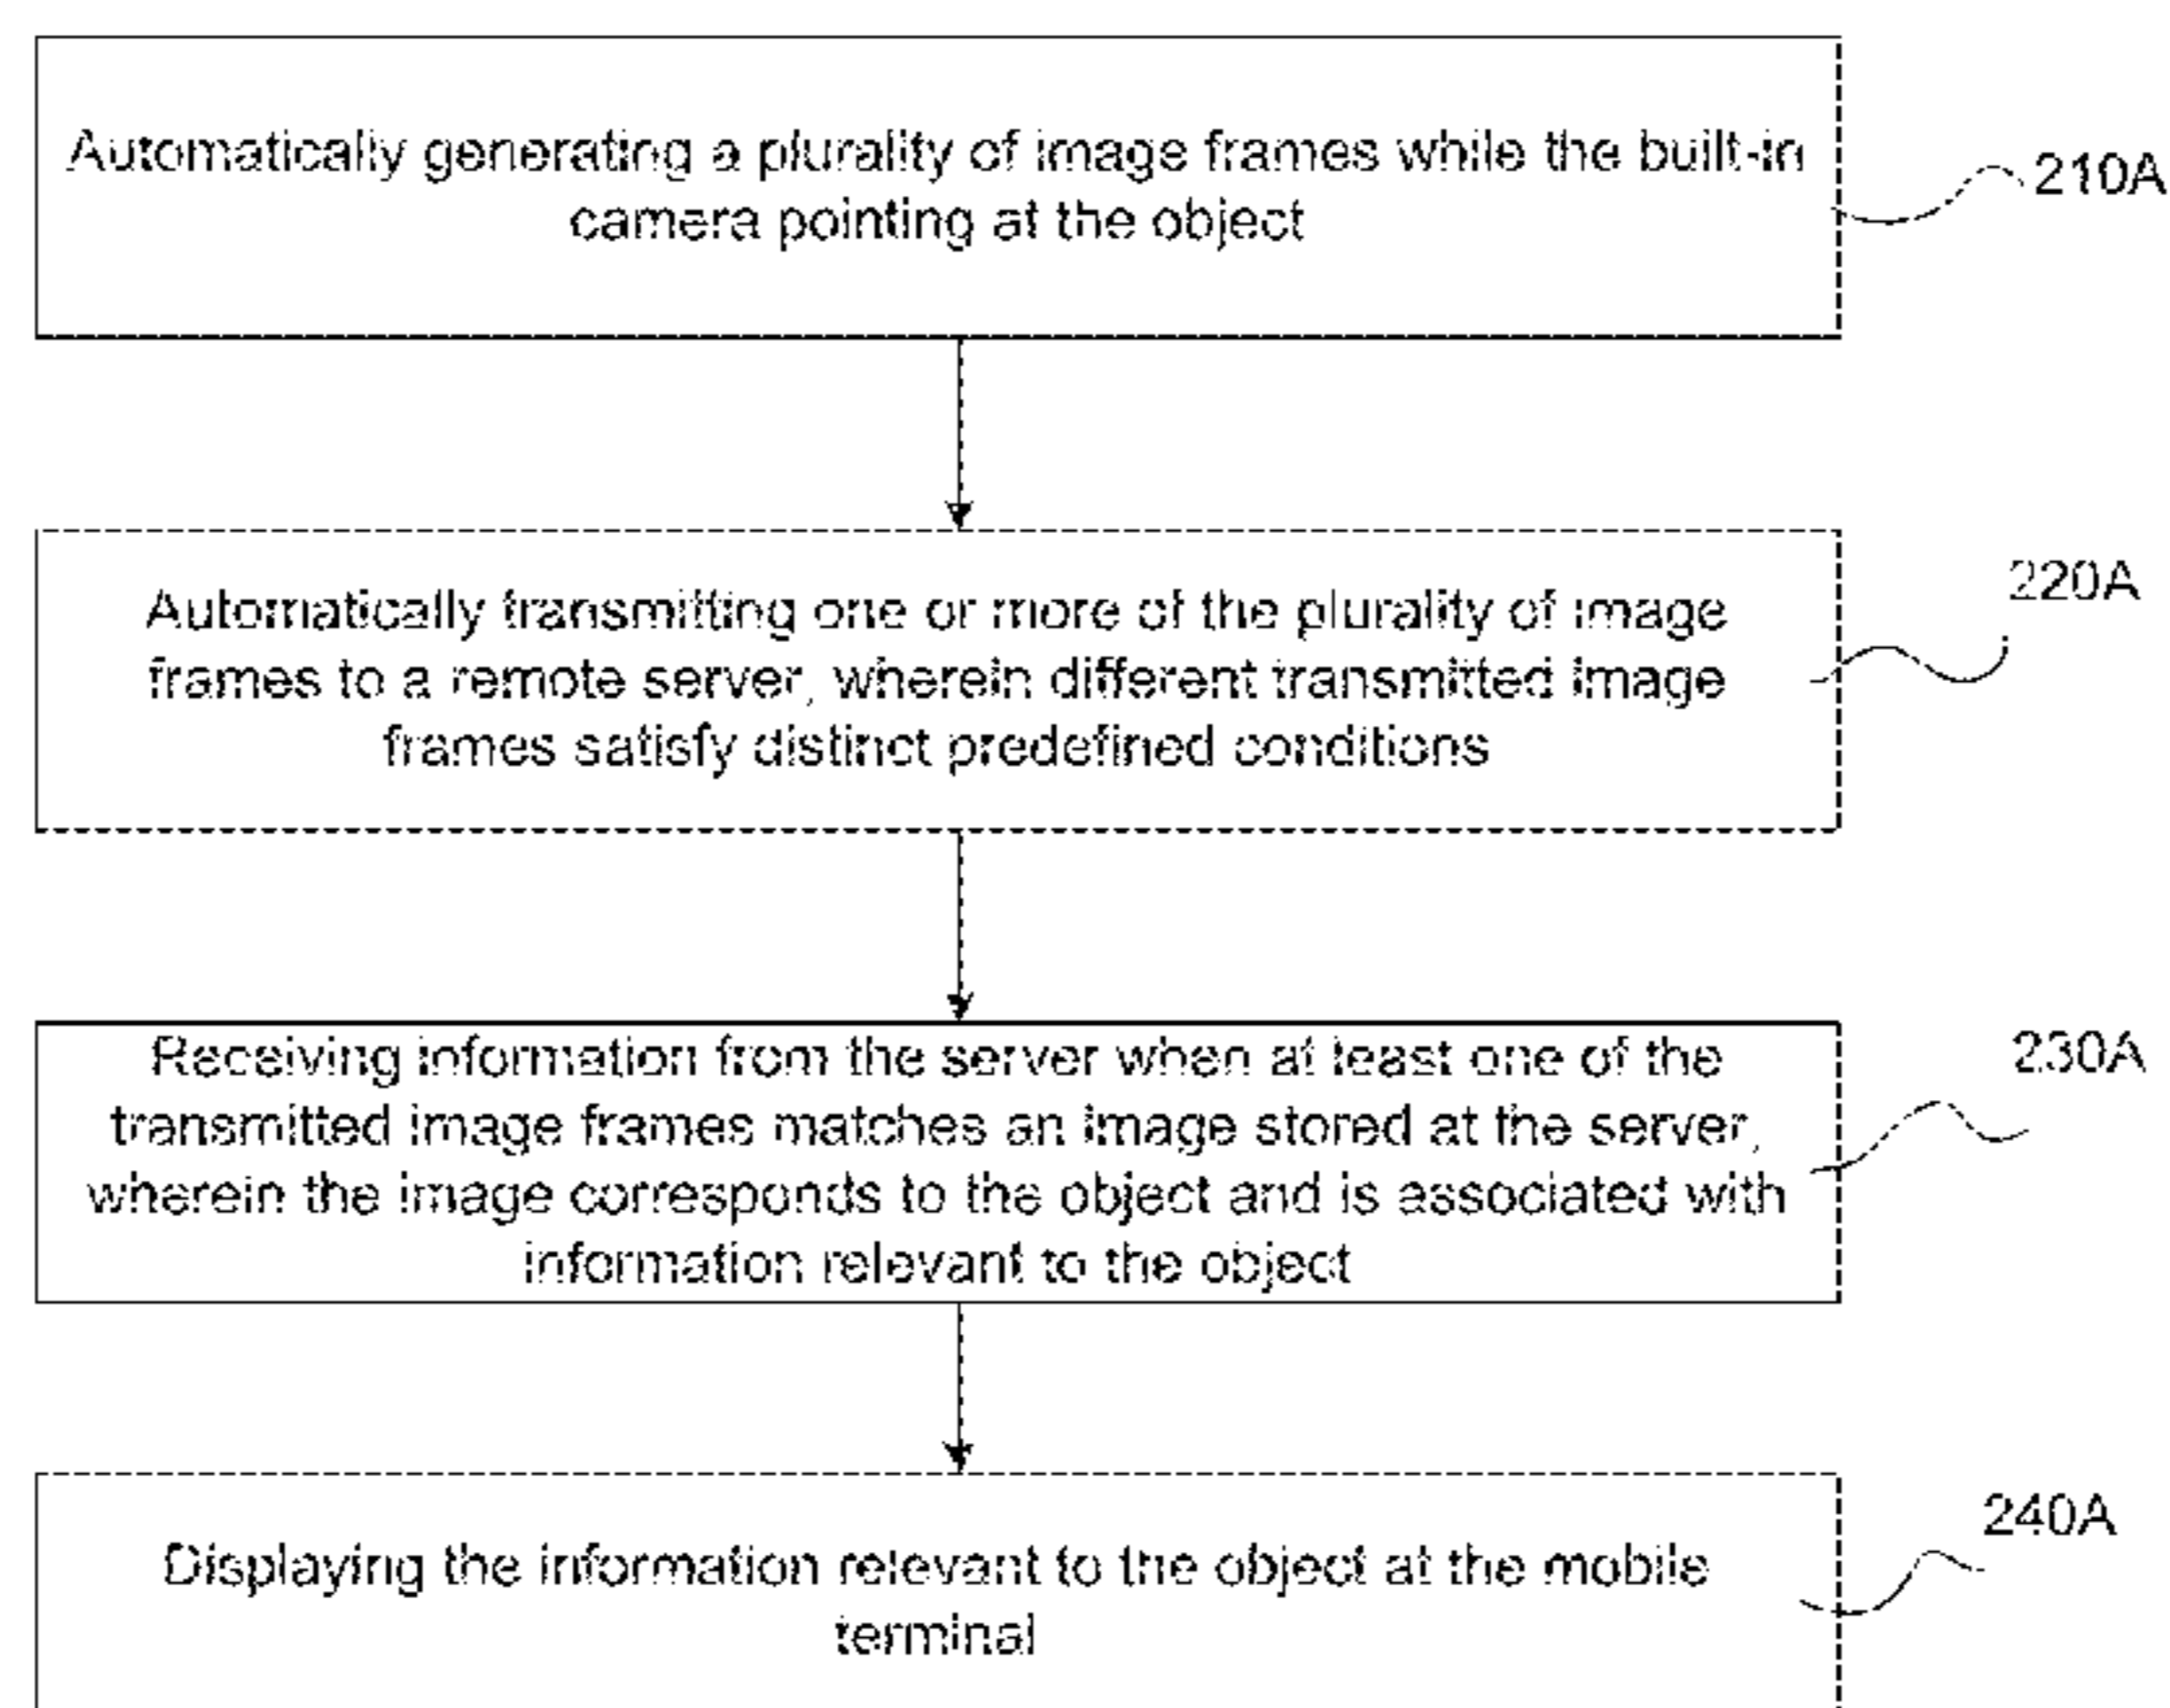 Automatically generating a plurality of image frames while the built-in
camera pointing at the object
210A
Automatically transmitting one or more of the plurality of image
frames to a remote server, wherein different transmitted image
frames satisfy distinct predefined conditions
220A
Receiving information from the server when at least one of the
transmitted image frames matches an image stored at the server,
wherein the image corresponds to the object and is associated with
information relevant to the object
230A
Displaying the information relevant to the object at the mobile
terminal
240A